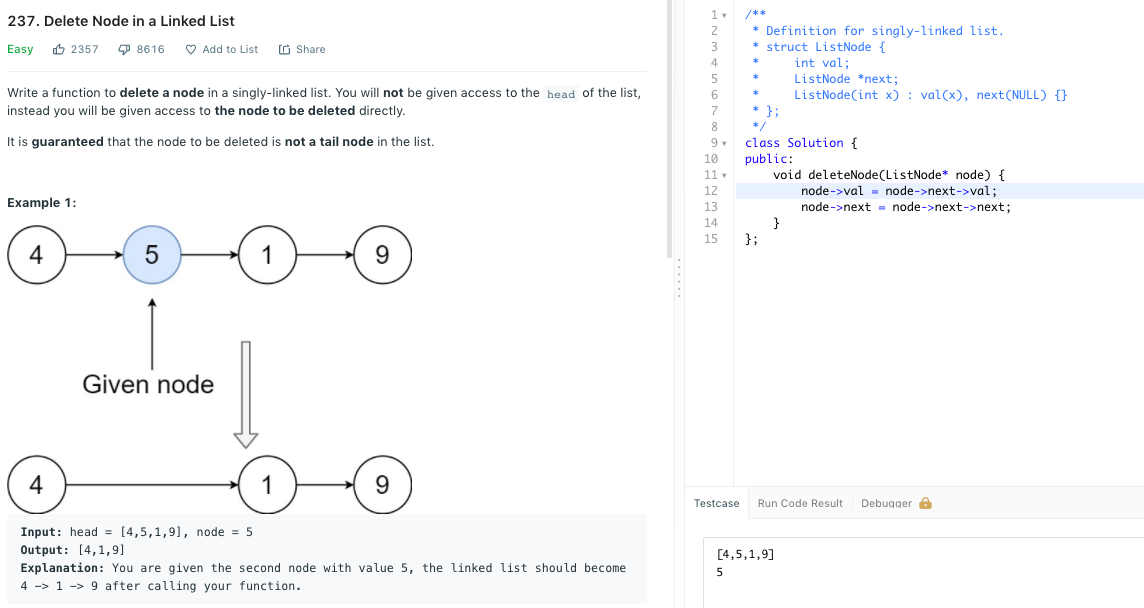 237. Delete Node in a Linked List
Easy 2357 8616 Add to List Share
Write a function to delete a node in a singly-linked list. You will not be given access to the head of the list,
instead you will be given access to the node to be deleted directly.
It is guaranteed that the node to be deleted is not a tail node in the list.
Example 1:
4 5 1 9
Given node
4 1 9
Input: head = [4,5,1,9], node = 5
Output: [4,1,9]
Explanation: You are given the second node with value 5, the linked list should become
4 -> 1 -> 9 after calling your function.
1 /**
2  * Definition for singly-linked list.
3  * struct ListNode {
4  *     int val;
5  *     ListNode *next;
6  *     ListNode(int x) : val(x), next(NULL) {}
7  * };
8  */
9 class Solution {
10 public:
11     void deleteNode(ListNode* node) {
12         node->val = node->next->val;
13         node->next = node->next->next;
14     }
15 };
Testcase Run Code Result Debugger
[4,5,1,9]
5